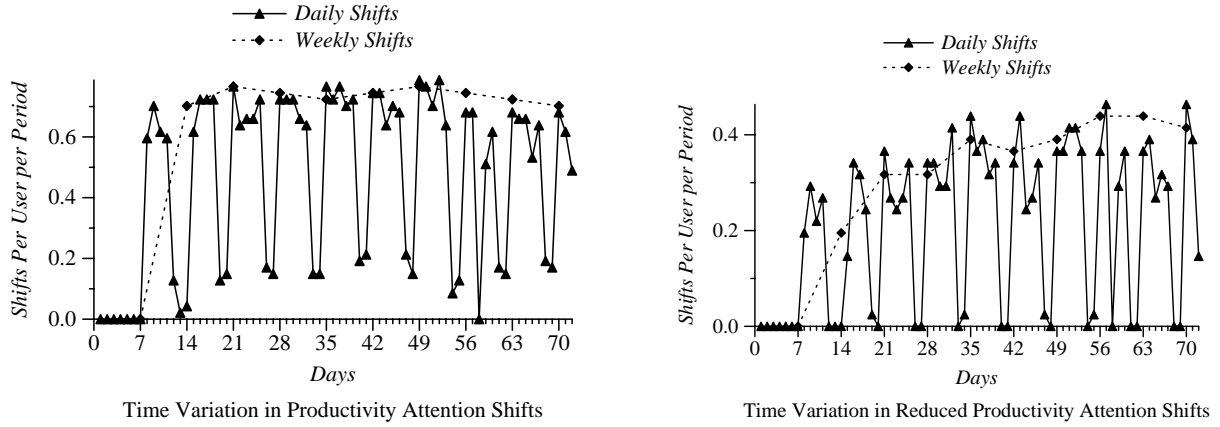 Daily Shifts
Weekly Shifts
Shifts Per User per Period
0.6
0.4
0.2
0.0
0 7 14 21 28 35 42 49 56 63 70
Days
Time Variation in Productivity Attention Shifts
Daily Shifts
Weekly Shifts
Shifts Per User per Period
0.4
0.2
0.0
0 7 14 21 28 35 42 49 56 63 70
Days
Time Variation in Reduced Productivity Attention Shifts